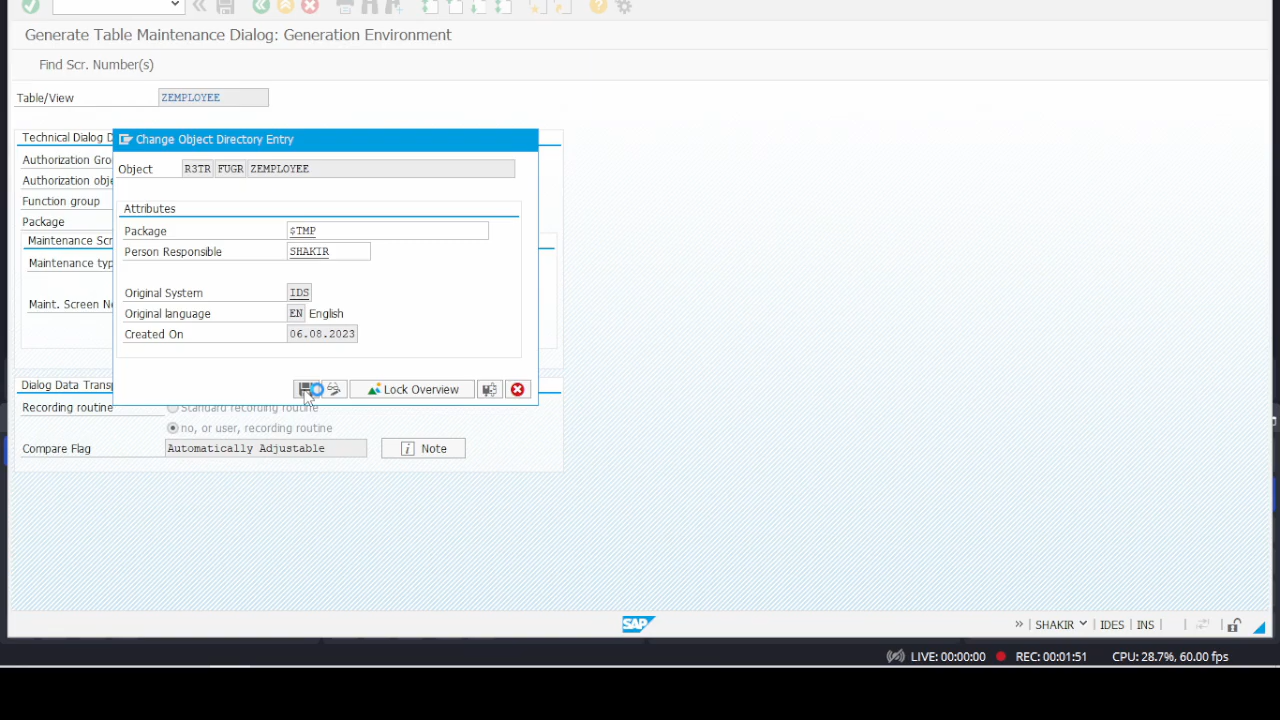 Generate Table Maintenance Dialog: Generation Environment
Find Scr. Number(s)
Table/View ZEMPLOYEE
Technical Dialog D
Change Object Directory Entry
Authorization Gro
Object R3TR FUGR ZEMPLOYEE
Authorization obje
Function group
Attributes
Package
Package $TMP
Maintenance Scr
Person Responsible SHAKIR
Maintenance typ
Original System IDS
Maint. Screen N
Original language EN English
Created On 06.08.2023
Dialog Data Transp
Lock Overview
Recording routine Standard recording routine
no, or user, recording routine
Compare Flag Automatically Adjustable Note
SAP
» SHAKIR IDES INS
LIVE: 00:00:00 REC: 00:01:51 CPU: 28.7%, 60.00 fps